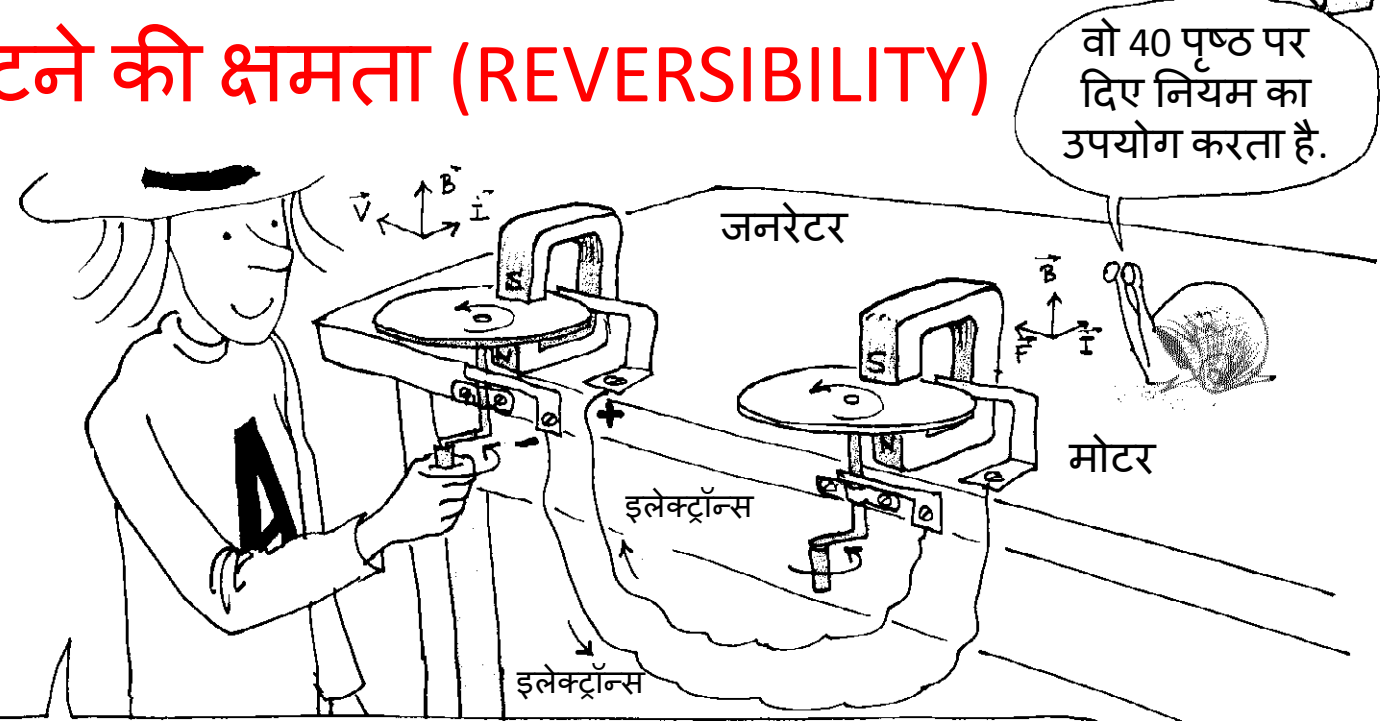 टने की क्षमता (REVERSIBILITY)
वो 40 पृष्ठ पर
दिए नियम का
उपयोग करता है.
V B I
जनरेटर
S
N
+
-
B
F I
S
N
मोटर
इलेक्ट्रॉन्स
इलेक्ट्रॉन्स